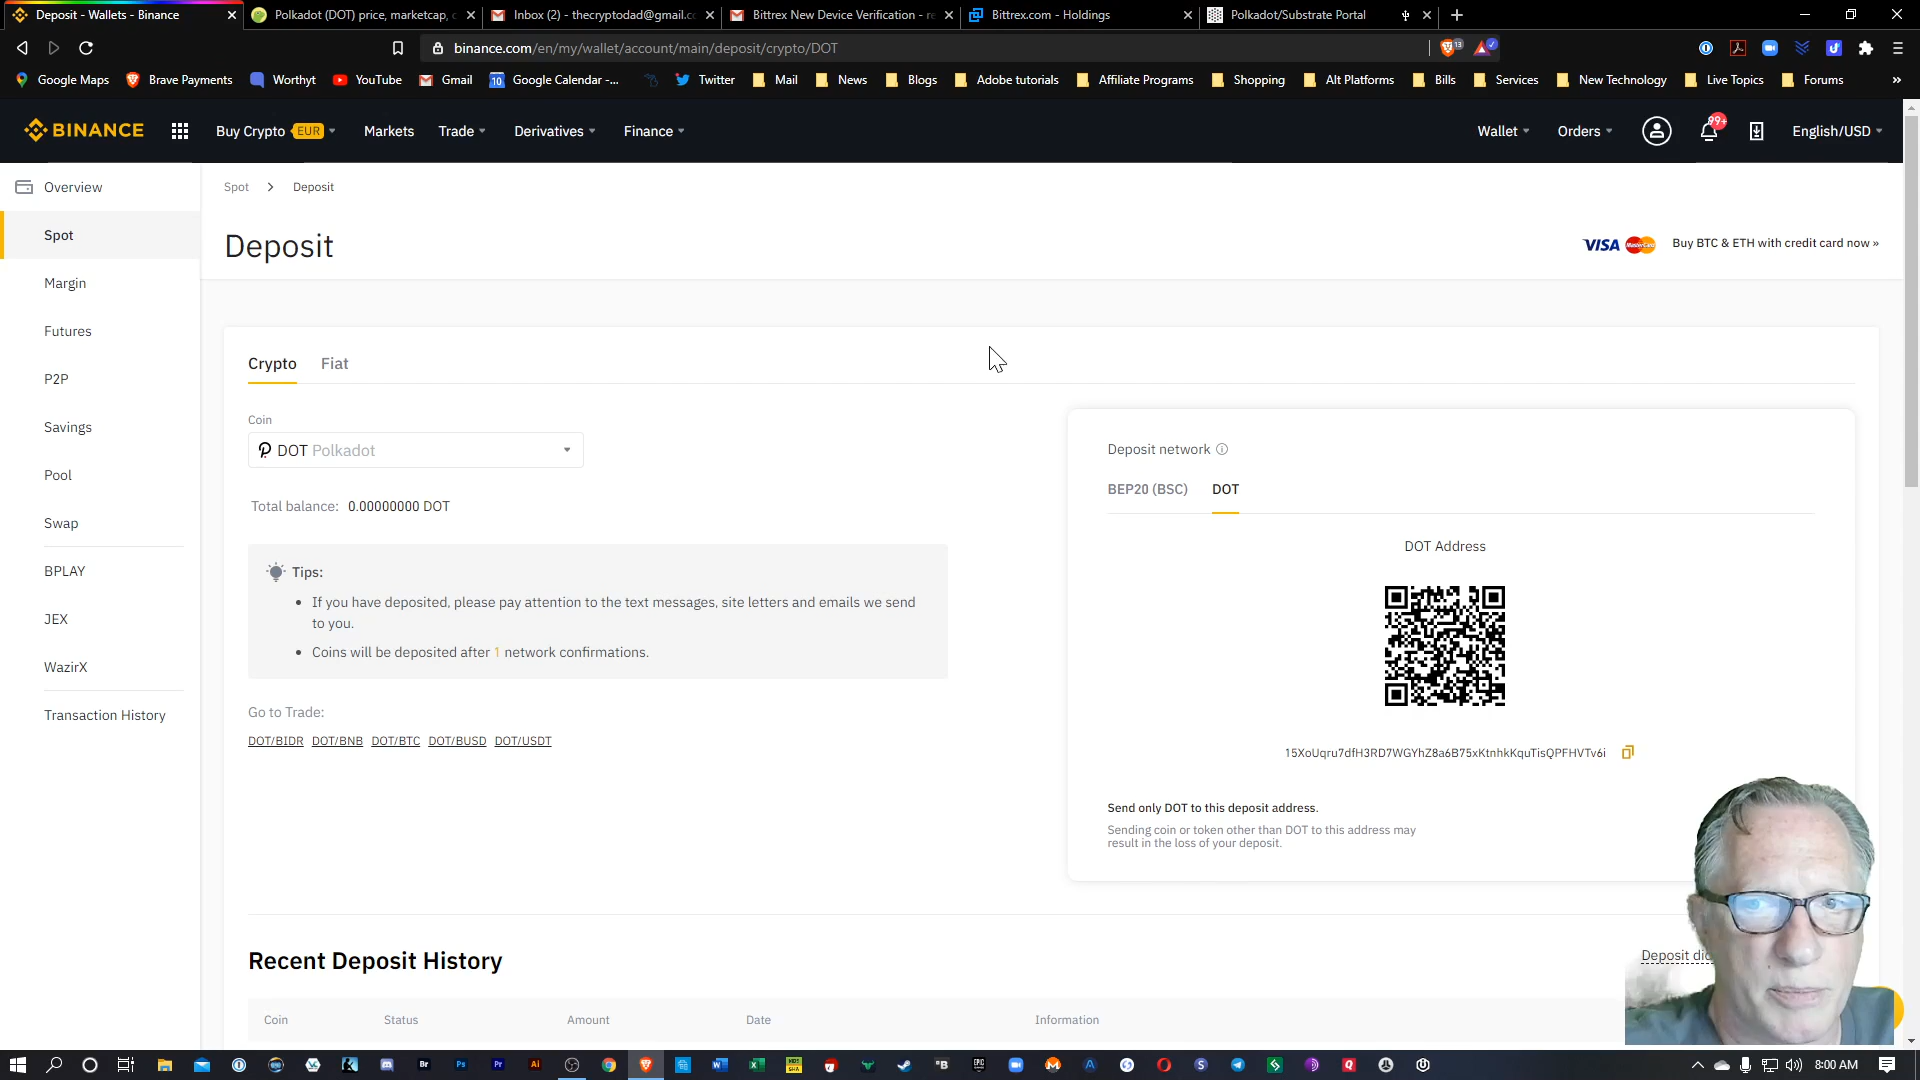 Deposit - Wallets - Binance
Polkadot (DOT) price, marketcap, c
Inbox (2) - thecryptodad@gmail.co
Bittrex New Device Verification - re
Bittrex.com - Holdings
Polkadot/Substrate Portal
binance.com/en/my/wallet/account/main/deposit/crypto/DOT
13
Google Maps
Brave Payments
Worthyt
YouTube
Gmail
10
Google Calendar -...
Twitter
Mail
News
Blogs
Adobe tutorials
Affiliate Programs
Shopping
Alt Platforms
Bills
Services
New Technology
Live Topics
Forums
»
BINANCE
Buy Crypto EUR
Markets
Trade
Derivatives
Finance
Wallet
Orders
99+
English/USD
Overview
Spot
Margin
Futures
P2P
Savings
Pool
Swap
BPLAY
JEX
WazirX
Transaction History
Spot > Deposit
Deposit
VISA MasterCard Buy BTC & ETH with credit card now »
Crypto Fiat
Coin
DOT Polkadot
Total balance: 0.00000000 DOT
Tips:
• If you have deposited, please pay attention to the text messages, site letters and emails we send
to you.
• Coins will be deposited after 1 network confirmations.
Go to Trade:
DOT/BIDR DOT/BNB DOT/BTC DOT/BUSD DOT/USDT
Deposit network
BEP20 (BSC) DOT
DOT Address
15XoUqru7dfH3RD7WGYhZ8a6B75xKtnhkKquTisQPFHVTv6i
Send only DOT to this deposit address.
Sending coin or token other than DOT to this address may
result in the loss of your deposit.
Recent Deposit History
Deposit di
Coin Status Amount Date Information
Br
Ps
Pr
Ai
8:00 AM